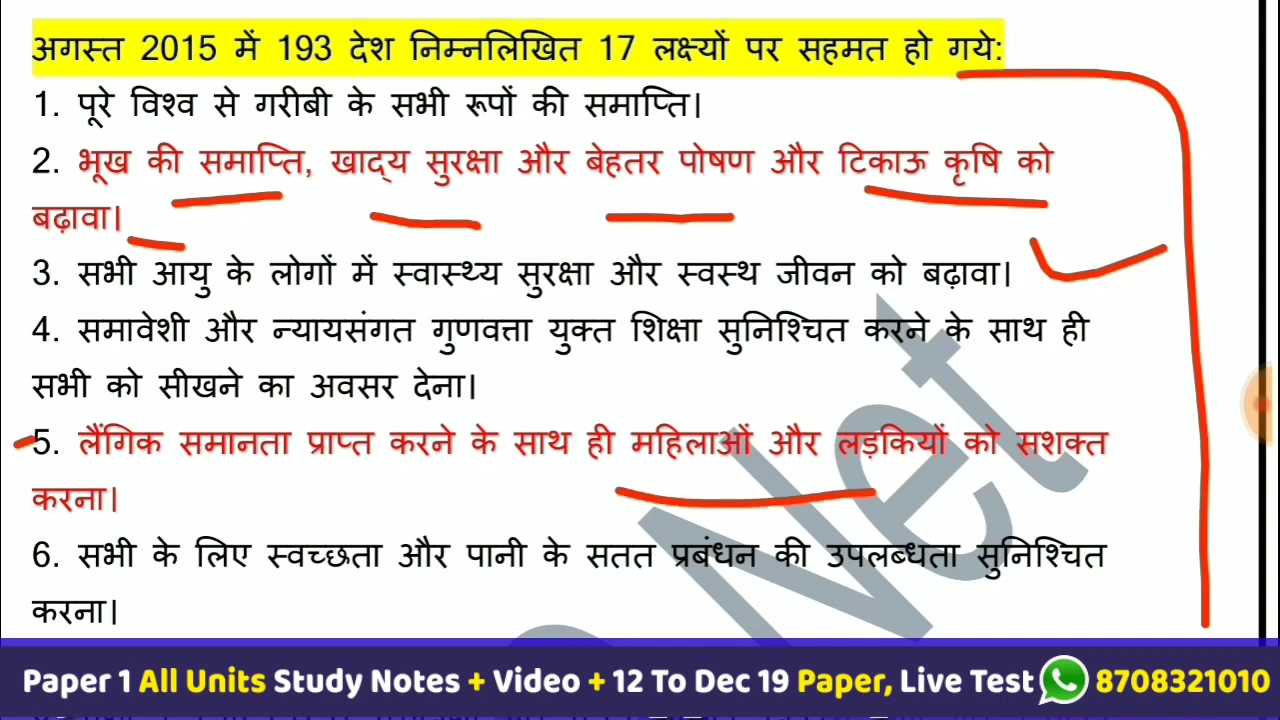 अगस्त 2015 में 193 देश निम्नलिखित 17 लक्ष्यों पर सहमत हो गये:
1. पूरे विश्व से गरीबी के सभी रूपों की समाप्ति।
2. भूख की समाप्ति, खाद्य सुरक्षा और बेहतर पोषण और टिकाऊ कृषि को
बढ़ावा।
3. सभी आयु के लोगों में स्वास्थ्य सुरक्षा और स्वस्थ जीवन को बढ़ावा।
4. समावेशी और न्यायसंगत गुणवत्ता युक्त शिक्षा सुनिश्चित करने के साथ ही
सभी को सीखने का अवसर देना।
5. लैंगिक समानता प्राप्त करने के साथ ही महिलाओं और लड़कियों को सशक्त
करना।
6. सभी के लिए स्वच्छता और पानी के सतत प्रबंधन की उपलब्धता सुनिश्चित
करना।
Net
Paper 1 All Units Study Notes + Video + 12 To Dec 19 Paper, Live Test 8708321010